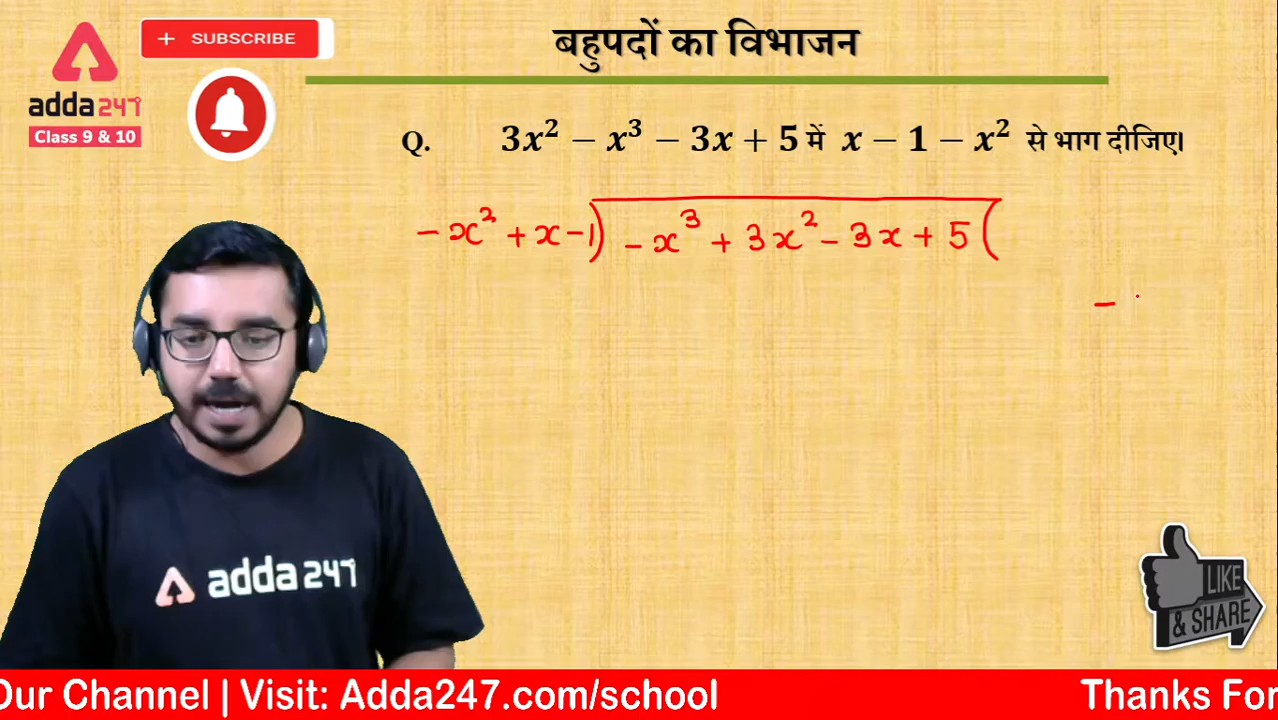 + SUBSCRIBE
बहुपदों का विभाजन
adda247
Class 9 & 10
Q. 3x² − x³ − 3x + 5 में x − 1 − x² से भाग दीजिए।
-x² + x - 1) -x³ + 3x² - 3x + 5 (
-
adda247
LIKE
& SHARE
Our Channel | Visit: Adda247.com/school Thanks For